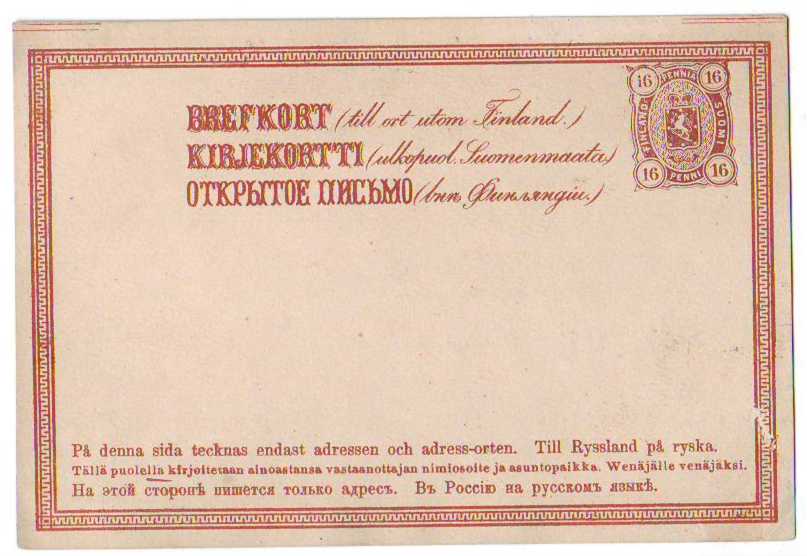 BREFKORT (till ort utom Finland.)
KIRJEKORTTI (ulkopuol. Suomenmaata)
ОТКРЫТОЕ ПИСЬМО (внѣ Финляндіи.)
16 PENNIÄ 16
FINLAND SUOMI
16 PENNI 16
På denna sida tecknas endast adressen och adress-orten. Till Ryssland på ryska.
Tällä puolella kirjoitetaan ainoastansa vastaanottajan nimiosoite ja asuntopaikka. Wenäjälle venäjäksi.
На этой сторонѣ пишется только адресъ. Въ Россію на русскомъ языкѣ.